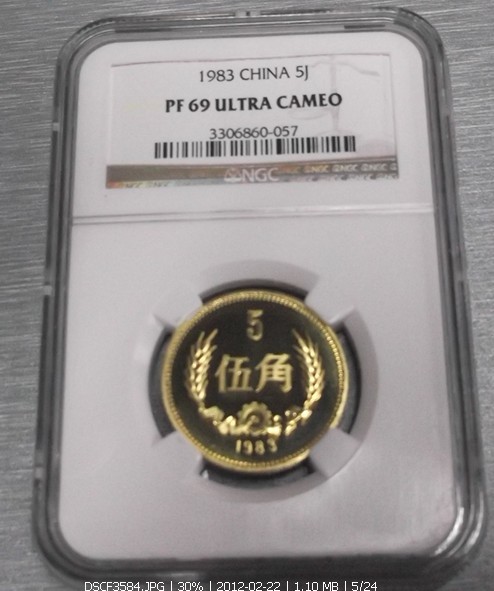 1983 CHINA 5J
PF 69 ULTRA CAMEO
3306860-057
NGC
5
伍角
1983
DSCF3584.JPG | 30% | 2012-02-22 | 1.10 MB | 5/24